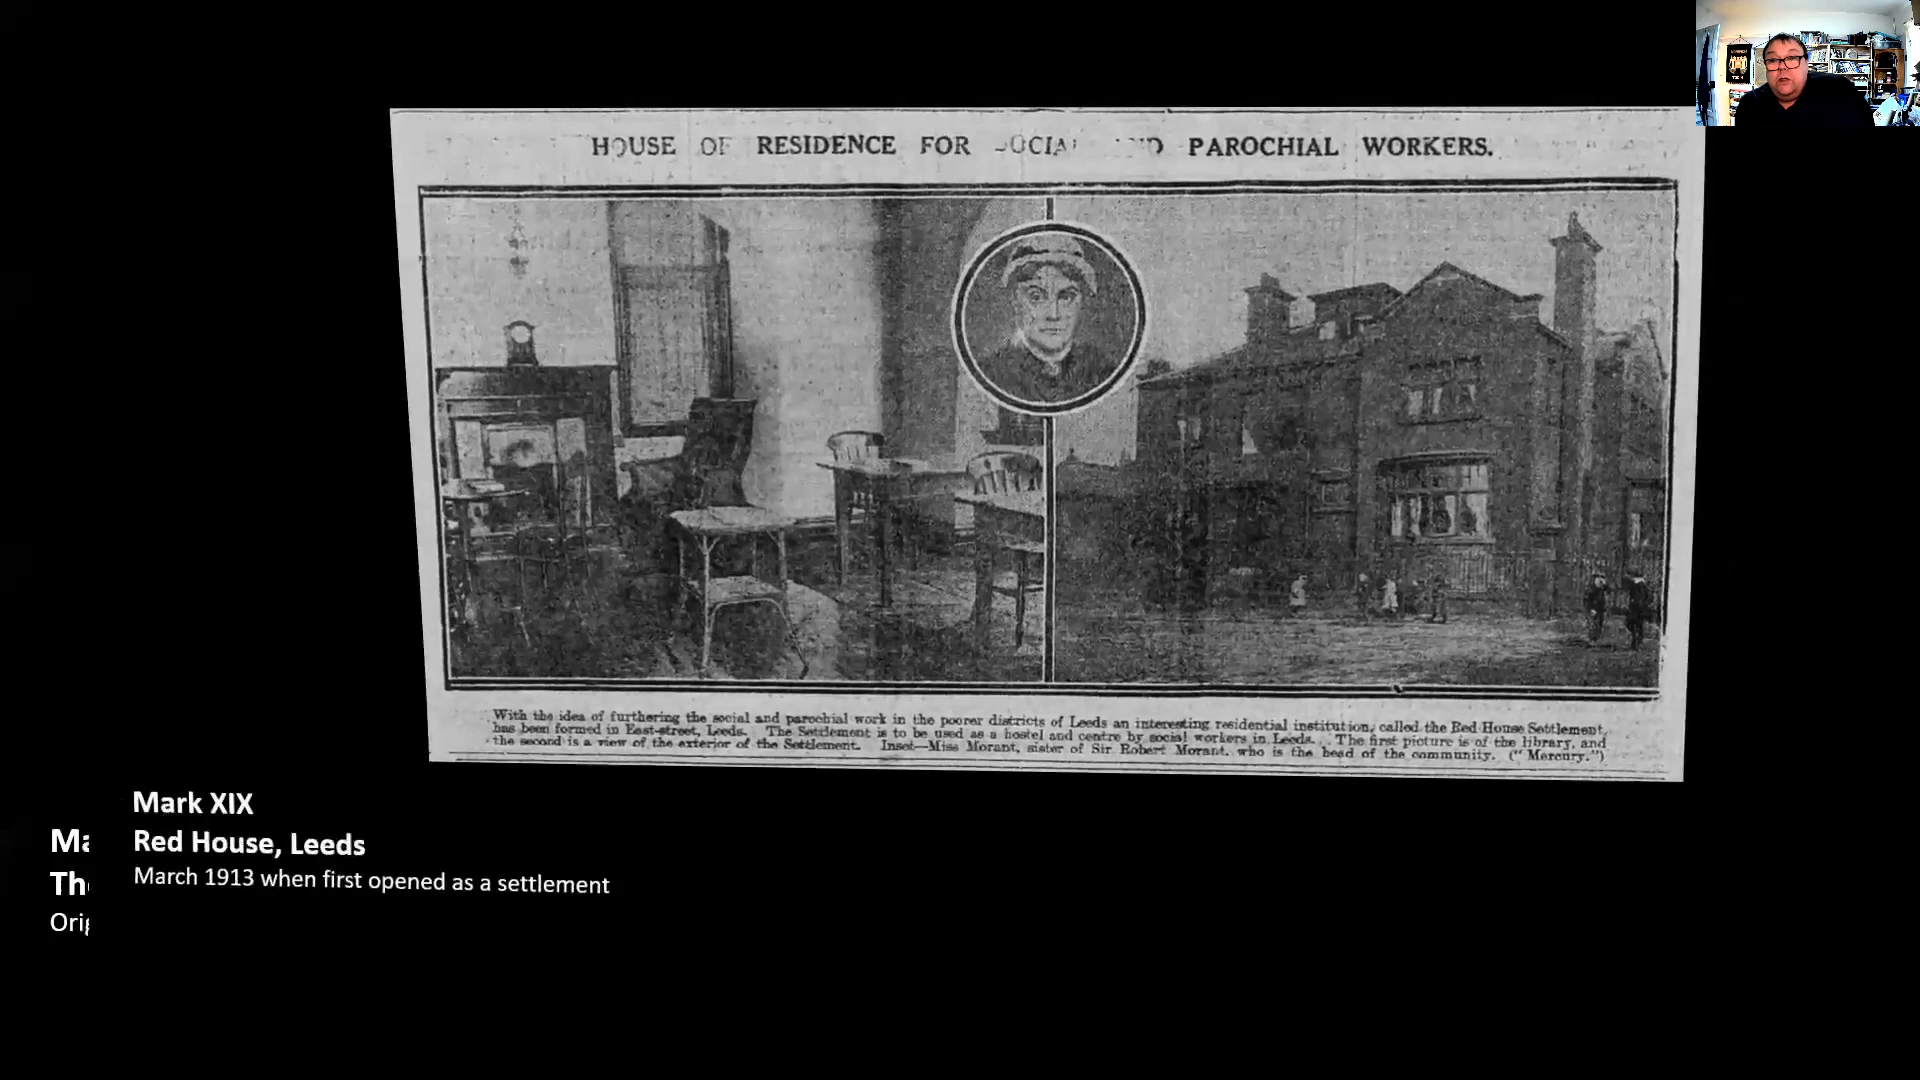 HOUSE OF RESIDENCE FOR SOCIAL AND PAROCHIAL WORKERS.
With the idea of furthering the social and parochial work in the poorer districts of Leeds an interesting residential institution, called the Red House Settlement,
has been formed in East-street, Leeds. The Settlement is to be used as a hostel and centre by social workers in Leeds. The first picture is of the library, and
the second is a view of the exterior of the Settlement. Inset—Miss Morant, sister of Sir Robert Morant, who is the head of the community. ("Mercury.")
Mark XIX
Red House, Leeds
March 1913 when first opened as a settlement
Ma
The
Orig